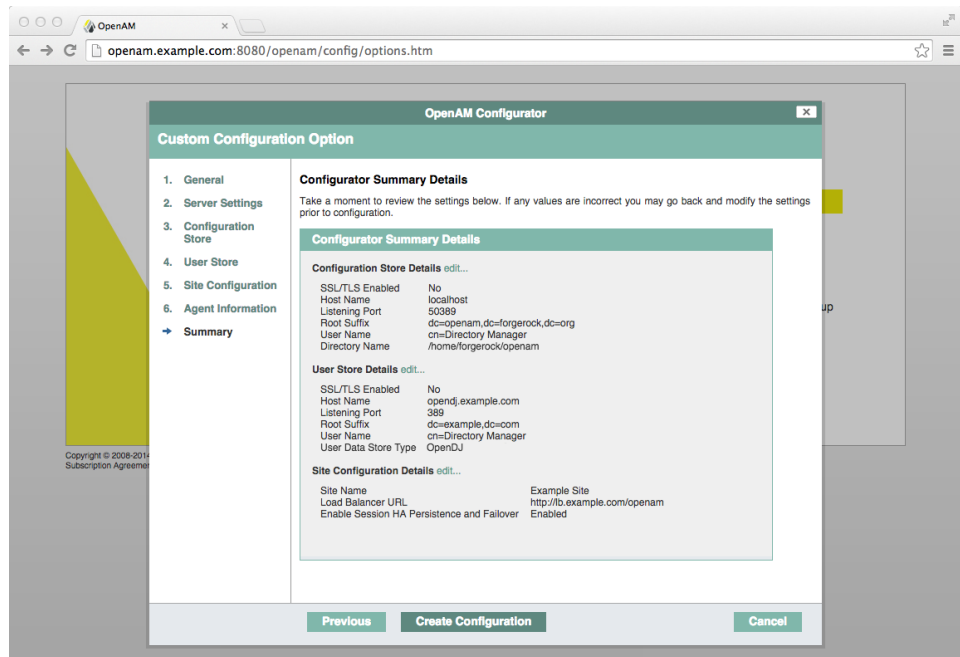 OpenAM
openam.example.com:8080/openam/config/options.htm
OpenAM Configurator
Custom Configuration Option
1. General
2. Server Settings
3. Configuration
Store
4. User Store
5. Site Configuration
6. Agent Information
Summary
Configurator Summary Details
Take a moment to review the settings below. If any values are incorrect you may go back and modify the settings
prior to configuration.
Configurator Summary Details
Configuration Store Details edit...
SSL/TLS Enabled No
Host Name localhost
Listening Port 50389
Root Suffix dc=openam,dc=forgerock,dc=org
User Name cn=Directory Manager
Directory Name /home/forgerock/openam
User Store Details edit...
SSL/TLS Enabled No
Host Name opendj.example.com
Listening Port 389
Root Suffix dc=example,dc=com
User Name cn=Directory Manager
User Data Store Type OpenDJ
Site Configuration Details edit...
Site Name Example Site
Load Balancer URL http://lb.example.com/openam
Enable Session HA Persistence and Failover Enabled
Previous Create Configuration Cancel
up
Copyright © 2008-2014
Subscription Agreemen